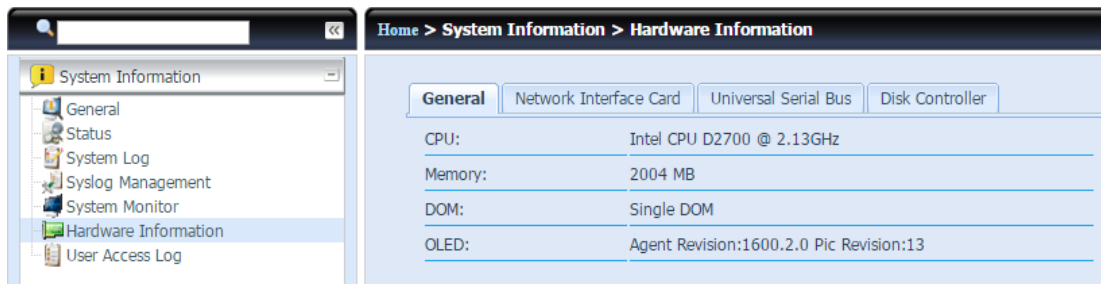 Home > System Information > Hardware Information
System Information
General
Status
System Log
Syslog Management
System Monitor
Hardware Information
User Access Log
General Network Interface Card Universal Serial Bus Disk Controller
CPU: Intel CPU D2700 @ 2.13GHz
Memory: 2004 MB
DOM: Single DOM
OLED: Agent Revision:1600.2.0 Pic Revision:13